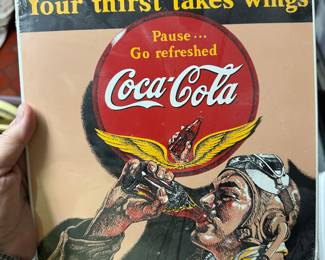 Your thirst takes wings
Pause...
Go refreshed
Coca-Cola